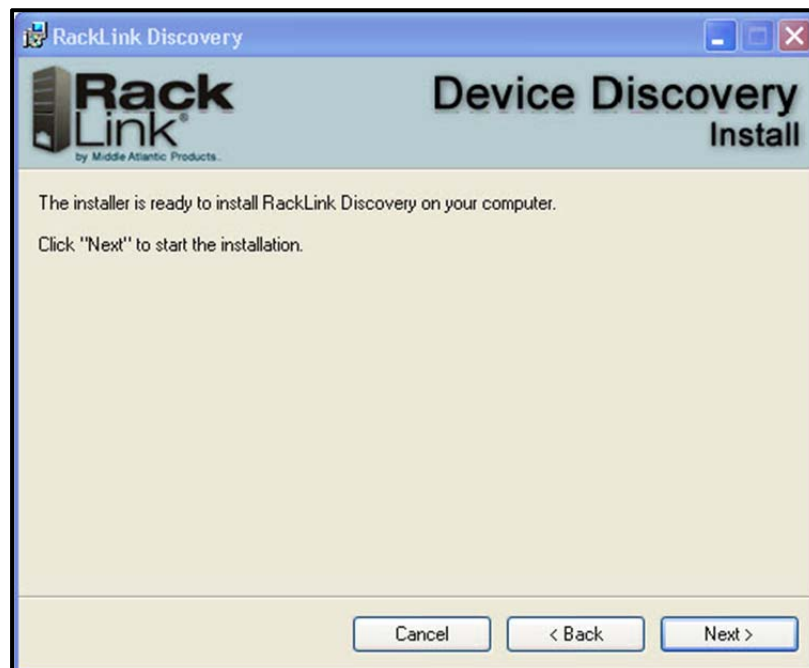 RackLink Discovery
Rack
Link®
by Middle Atlantic Products..
Device Discovery
Install
The installer is ready to install RackLink Discovery on your computer.
Click "Next" to start the installation.
Cancel
< Back
Next >